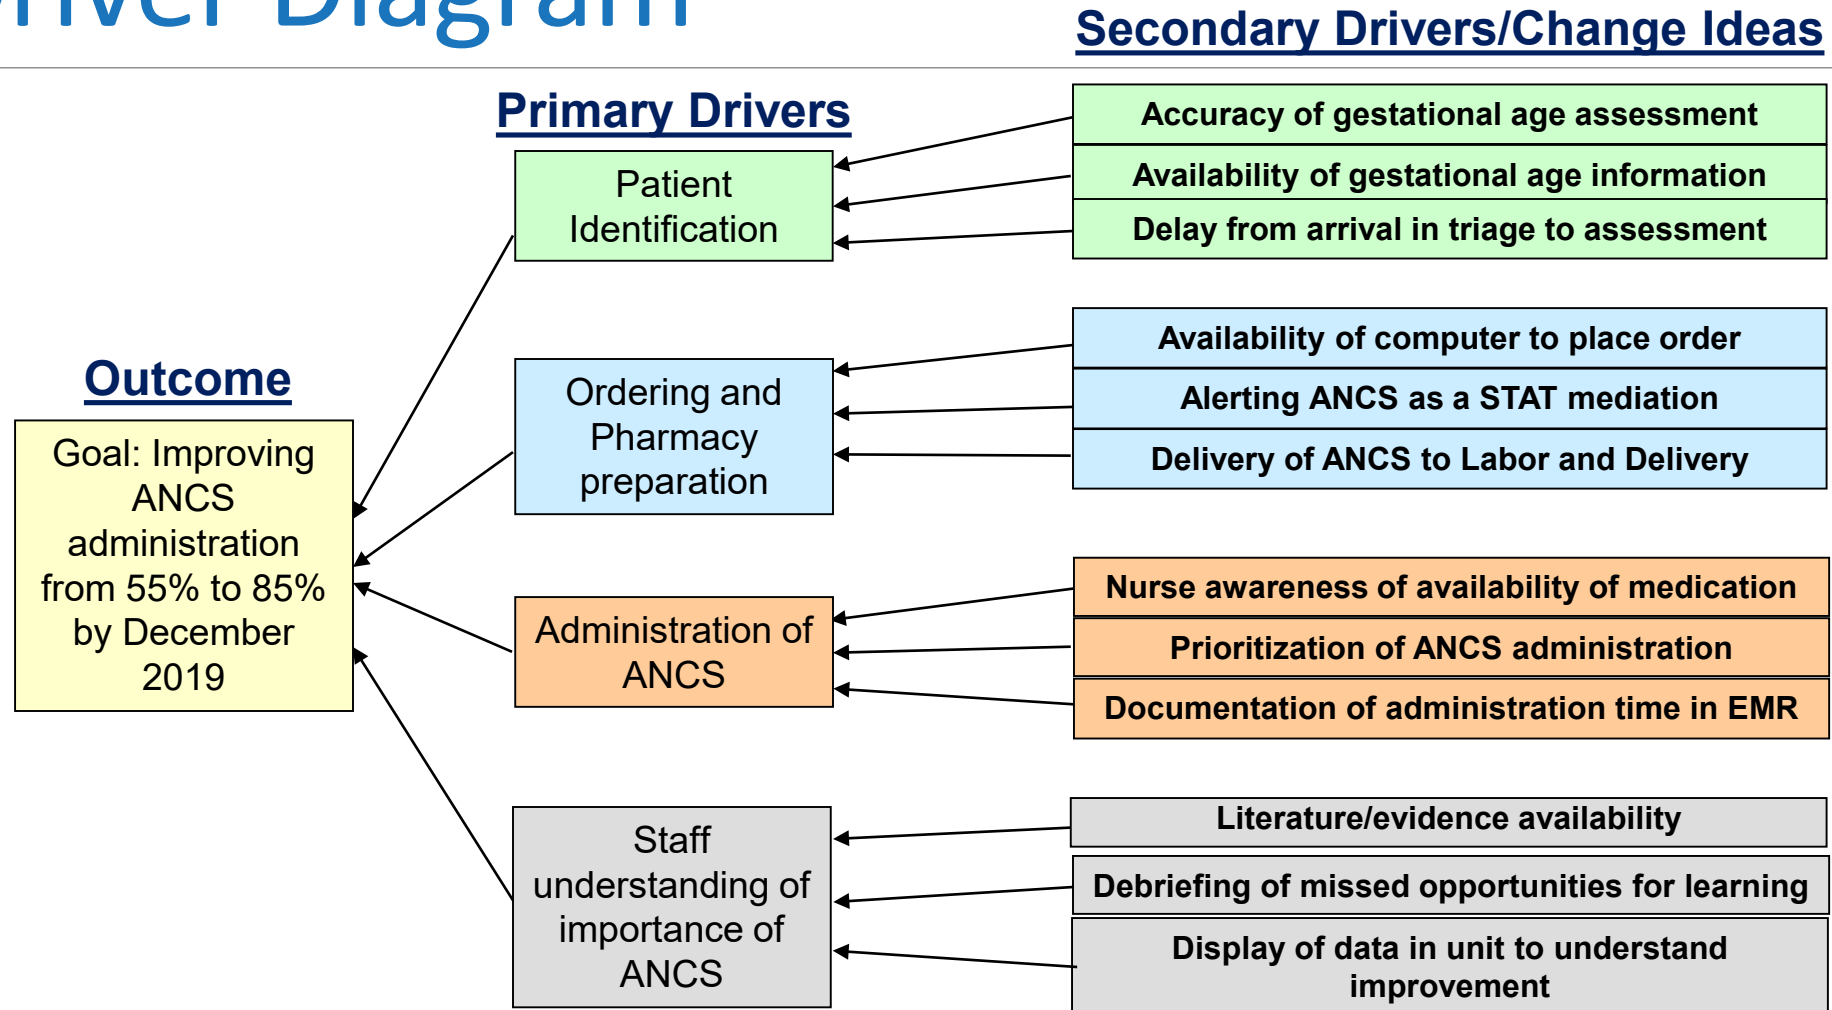 Driver Diagram
Secondary Drivers/Change Ideas
Primary Drivers
Outcome
Goal: Improving
ANCS
administration
from 55% to 85%
by December
2019
Patient
Identification
Accuracy of gestational age assessment
Availability of gestational age information
Delay from arrival in triage to assessment
Ordering and
Pharmacy
preparation
Availability of computer to place order
Alerting ANCS as a STAT mediation
Delivery of ANCS to Labor and Delivery
Administration of
ANCS
Nurse awareness of availability of medication
Prioritization of ANCS administration
Documentation of administration time in EMR
Staff
understanding of
importance of
ANCS
Literature/evidence availability
Debriefing of missed opportunities for learning
Display of data in unit to understand
improvement